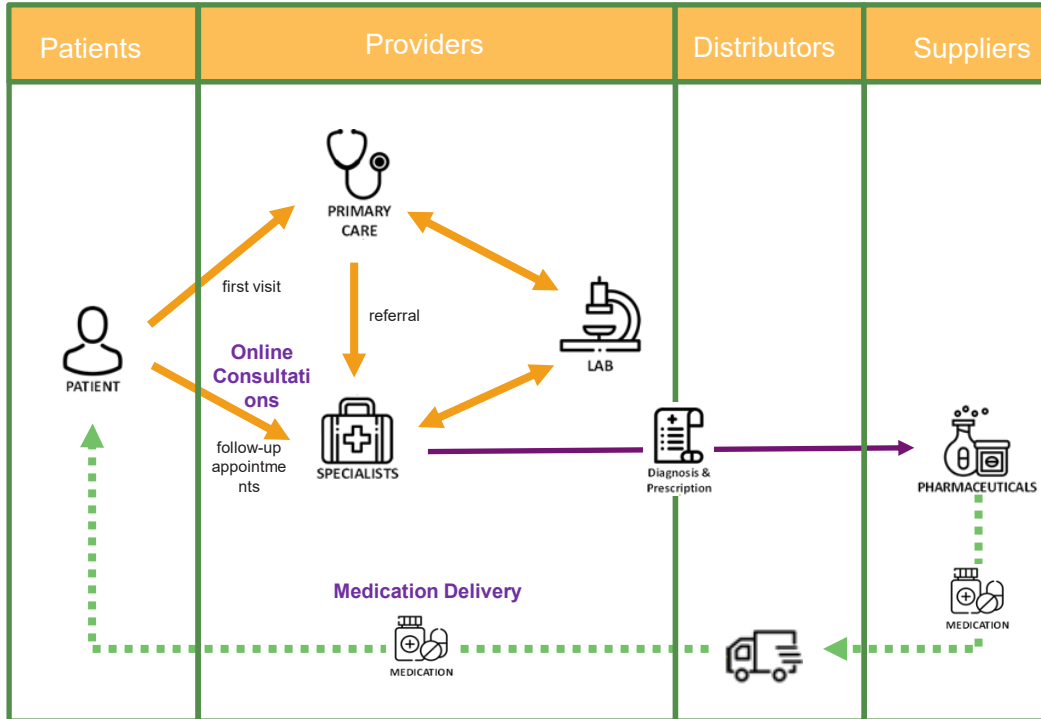 Patients
Providers
Distributors
Suppliers
PRIMARY
CARE
first visit
referral
PATIENT
Online
Consultati
ons
LAB
follow-up
appointme
nts
SPECIALISTS
Diagnosis &
Prescription
PHARMACEUTICALS
Medication Delivery
MEDICATION
MEDICATION